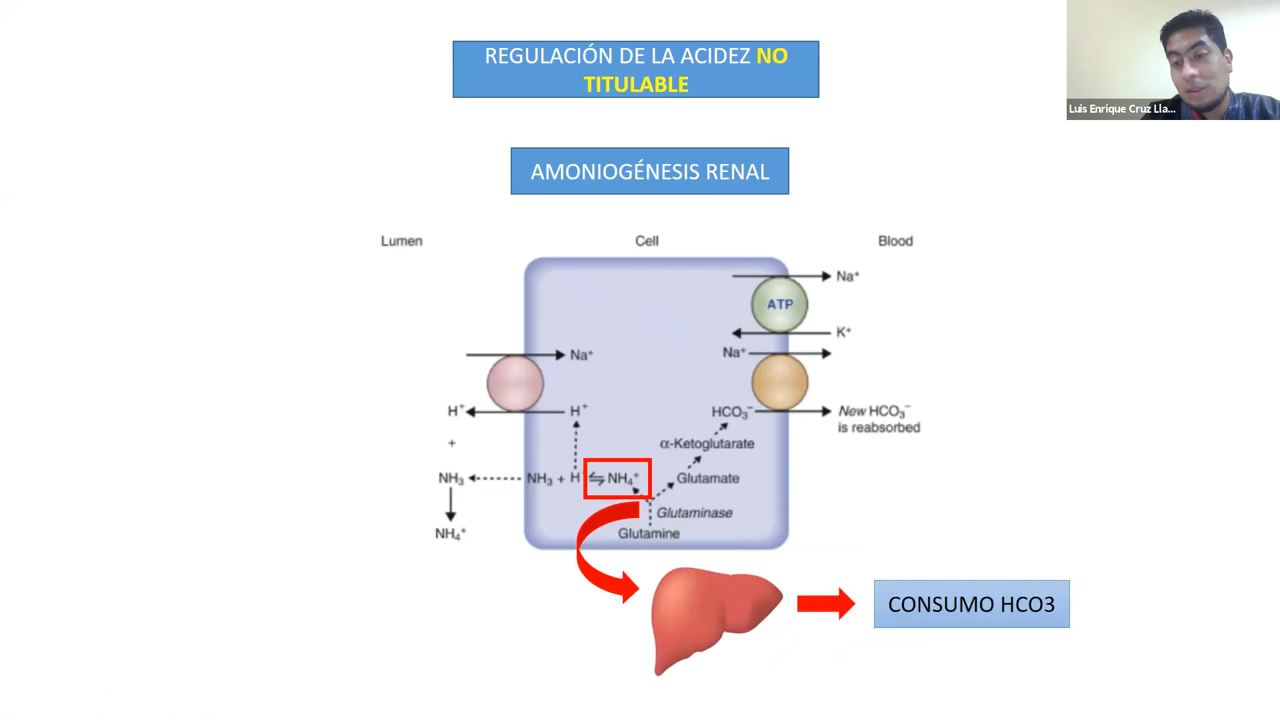 REGULACIÓN DE LA ACIDEZ NO
TITULABLE
Luis Enrique Cruz Lla...
AMONIOGÉNESIS RENAL
Lumen
Cell
Blood
Na⁺
ATP
K⁺
Na⁺
Na⁺
H⁺
H⁺
HCO₃⁻
New HCO₃⁻
is reabsorbed
+
α-Ketoglutarate
NH₃
NH₃ + H⁺ ⇌ NH₄⁺
Glutamate
Glutaminase
NH₄⁺
Glutamine
CONSUMO HCO3